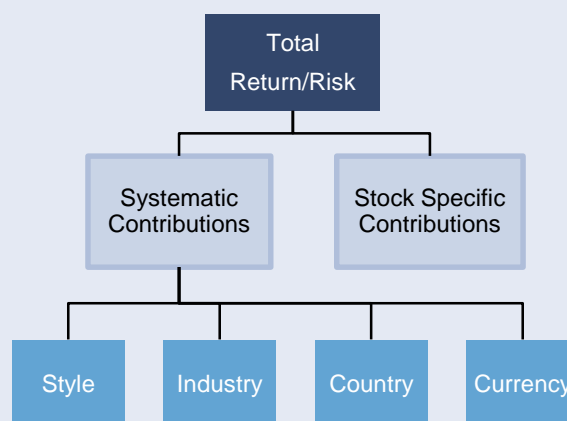 Total
Return/Risk
Systematic
Contributions
Stock Specific
Contributions
Style
Industry
Country
Currency